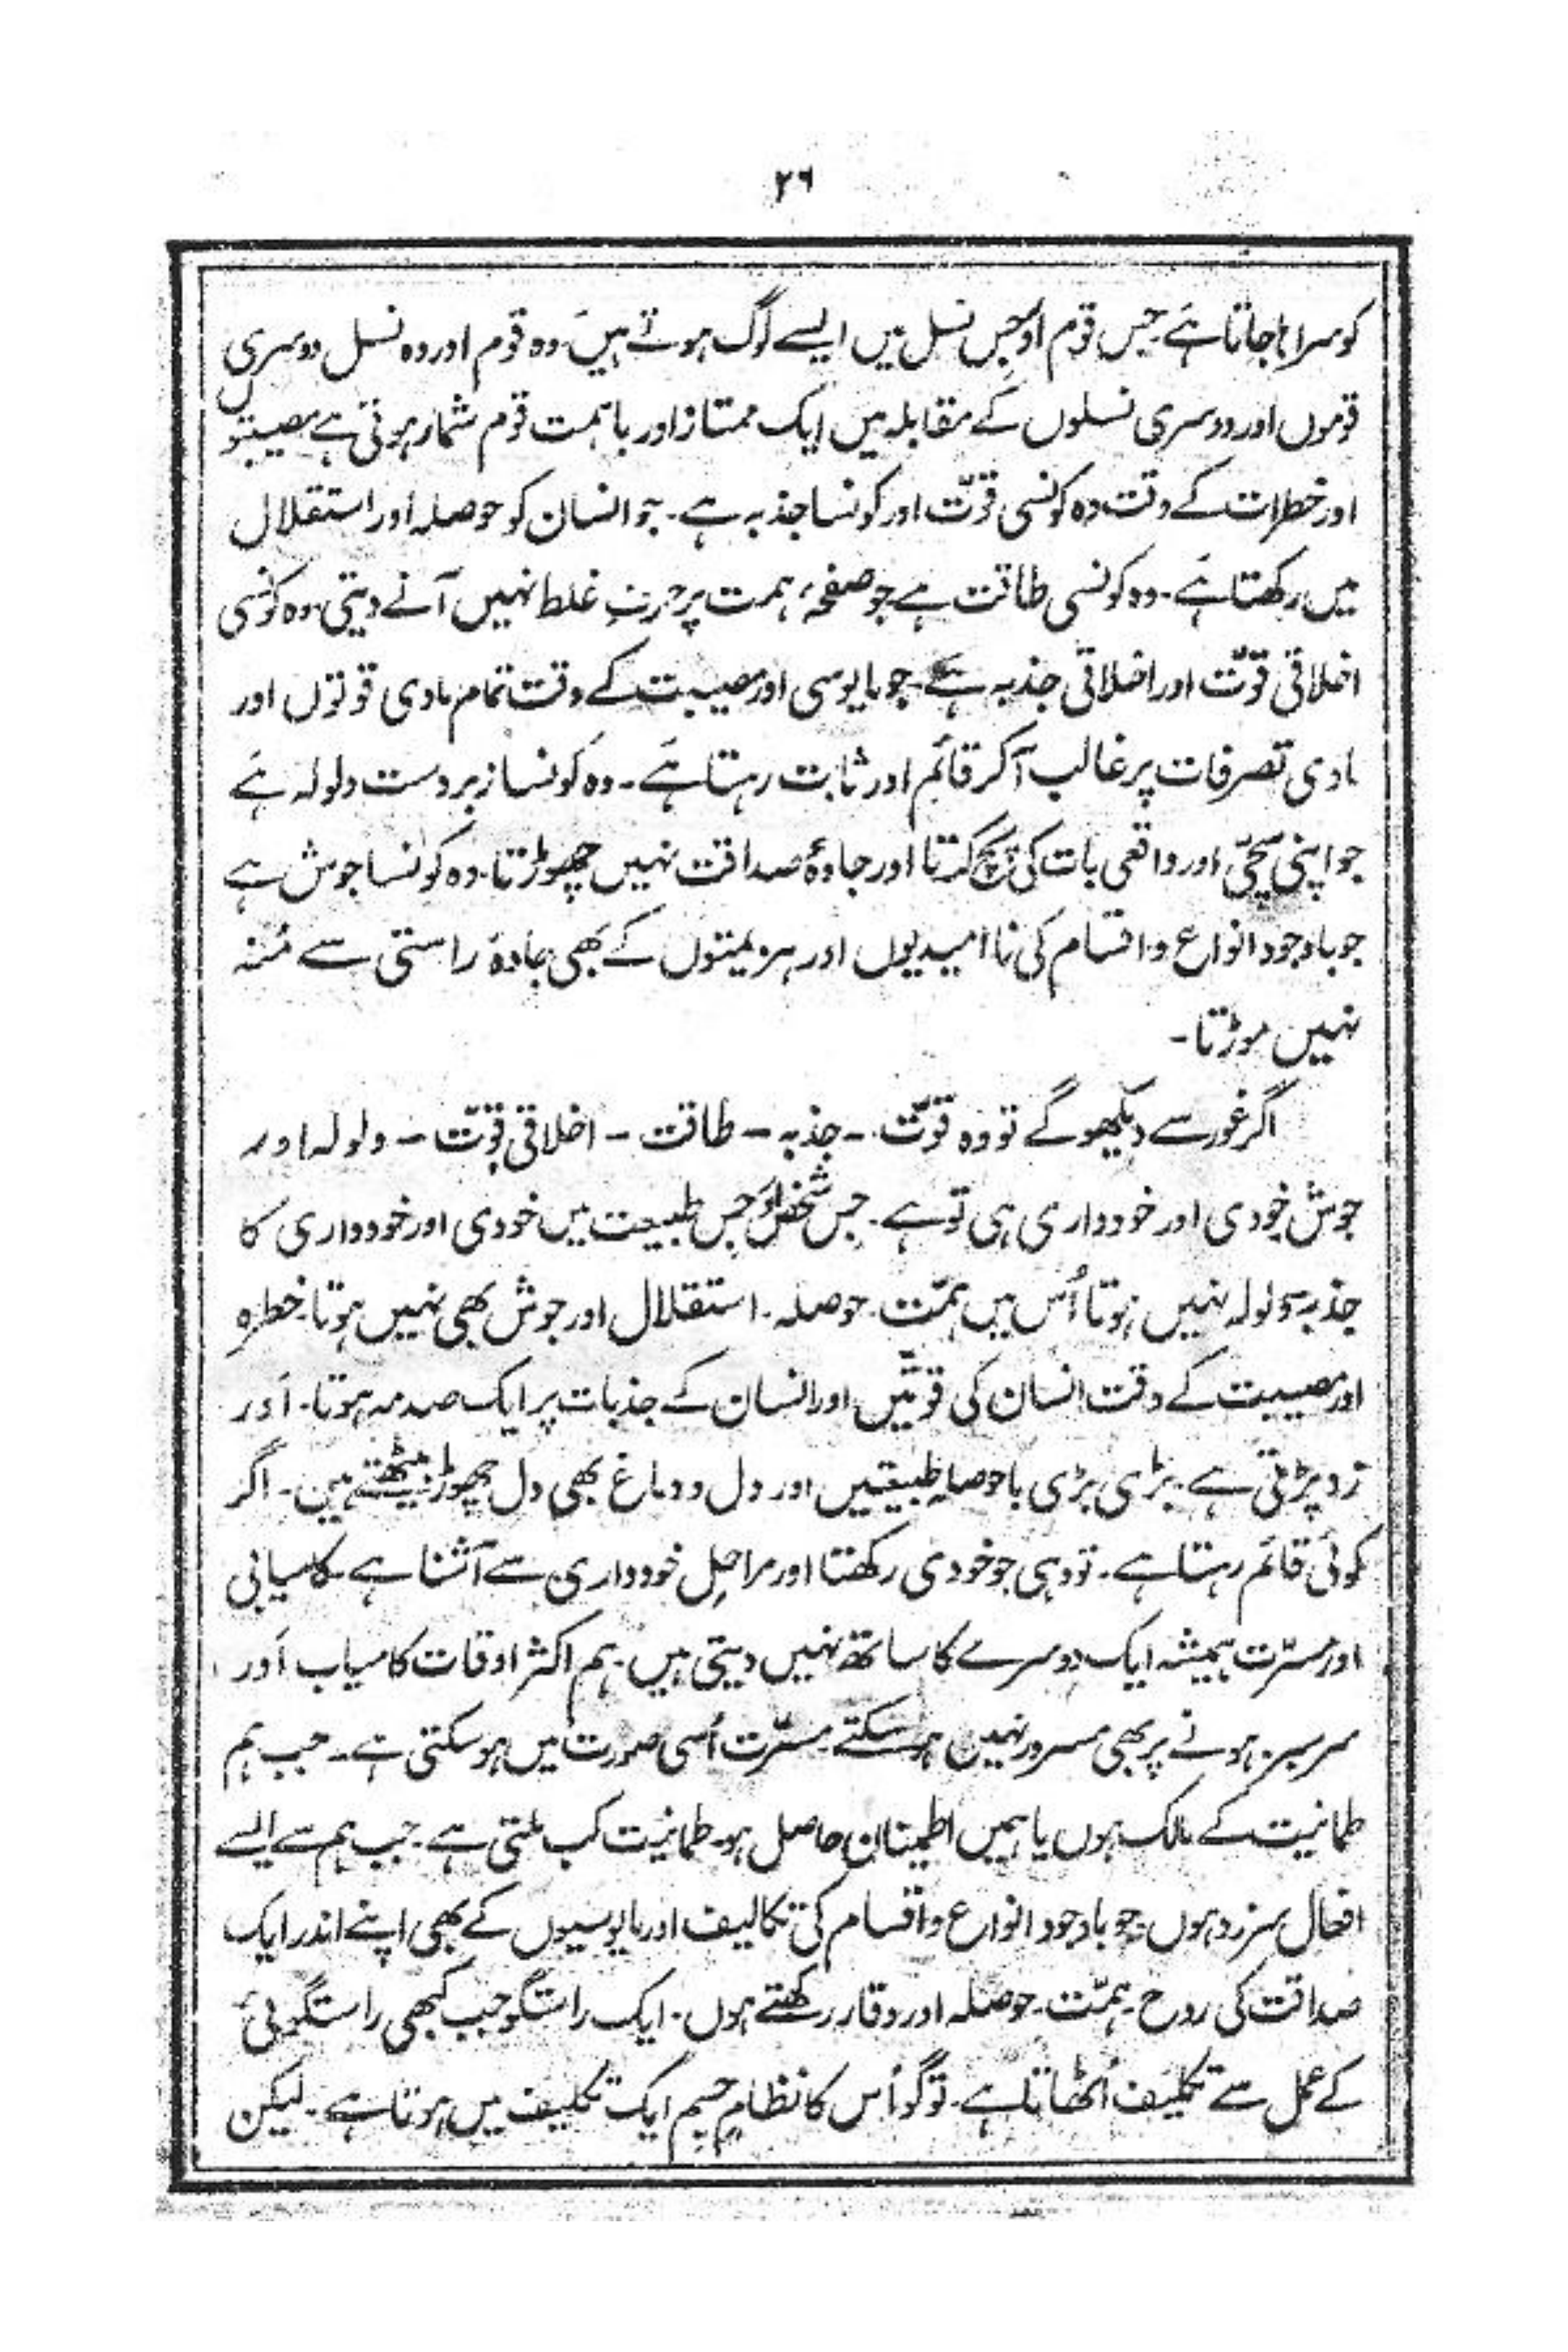 ۲۶
کو سراہا جاتا ہے۔ جس قوم اور جس نسل میں ایسے لوگ ہوتے ہیں۔ وہ قوم اور وہ نسل دوسری
قوموں اور دوسری نسلوں کے مقابلہ میں ایک ممتاز اور باہمت قوم شمار ہوتی ہے مصیبتوں
اور خطرات کے وقت وہ کونسی قوّت اور کونسا جذبہ ہے۔ جو انسان کو حوصلہ اور استقلال
میں رکھتا ہے۔ وہ کونسی طاقت ہے جو صفحۂ ہمت پر حرفِ غلط نہیں آنے دیتی۔ وہ کونسی
اخلاقی قوّت اور اخلاقی جذبہ ہے۔ جو مایوسی اور مصیبت کے وقت تمام مادی قوتوں اور
مادی تصرفات پر غالب آکر قائم اور ثابت رہتا ہے۔ وہ کونسا زبردست ولولہ ہے
جو اپنی سچّی اور واقعی بات کی پچ کرتا اور جادۂ صداقت نہیں چھوڑتا۔ وہ کونسا جوش ہے
جو باوجود انواع و اقسام کی ناامیدیوں اور ہزیمتوں کے بھی جادۂ راستی سے مُنہ
نہیں موڑتا۔
اگر غور سے دیکھو گے تو وہ قوّت ۔ جذبہ ۔ طاقت ۔ اخلاقی قوّت ۔ ولولہ اور
جوش خودی اور خودداری ہی تو ہے۔ جس شخص اور جس طبیعت میں خودی اور خودداری کا
جذبہ و ولولہ نہیں ہوتا اُس میں ہمّت۔ حوصلہ۔ استقلال اور جوش بھی نہیں ہوتا۔ خطرہ
اور مصیبت کے وقت انسان کی قوتّیں اور انسان کے جذبات پر ایک صدمہ ہوتا۔ اَور
زد پڑتی ہے۔ بڑی بڑی باحوصلہ طبیعتیں اور دل و دماغ بھی دل چھوڑ بیٹھتے ہیں۔ اگر
کوئی قائم رہتا ہے۔ تو وہی جو خودی رکھتا اور مراحلِ خودداری سے آشنا ہے۔ کامیابی
اور مسرّت ہمیشہ ایک دوسرے کا ساتھ نہیں دیتی ہیں۔ ہم اکثر اوقات کامیاب اَور
سرسبز ہونے پر بھی مسرور نہیں ہو سکتے۔ مسرّت اُسی صورت میں ہو سکتی ہے۔ جب ہم
طمانیت کے مالک ہوں یا ہمیں اطمینان حاصل ہو۔ طمانیت کب ملتی ہے۔ جب ہم سے ایسے
افعال سرزد ہوں۔ جو باوجود انواع و اقسام کی تکالیف اور مایوسیوں کے بھی اپنے اندر ایک
صداقت کی روح۔ ہمّت۔ حوصلہ اور وقار رکھتے ہوں۔ ایک راستگو جب کبھی راستگوئی
کے عمل سے تکلیف اُٹھاتا ہے۔ تو گو اُس کا نظامِ جسم ایک تکلیف میں ہوتا ہے۔ لیکن